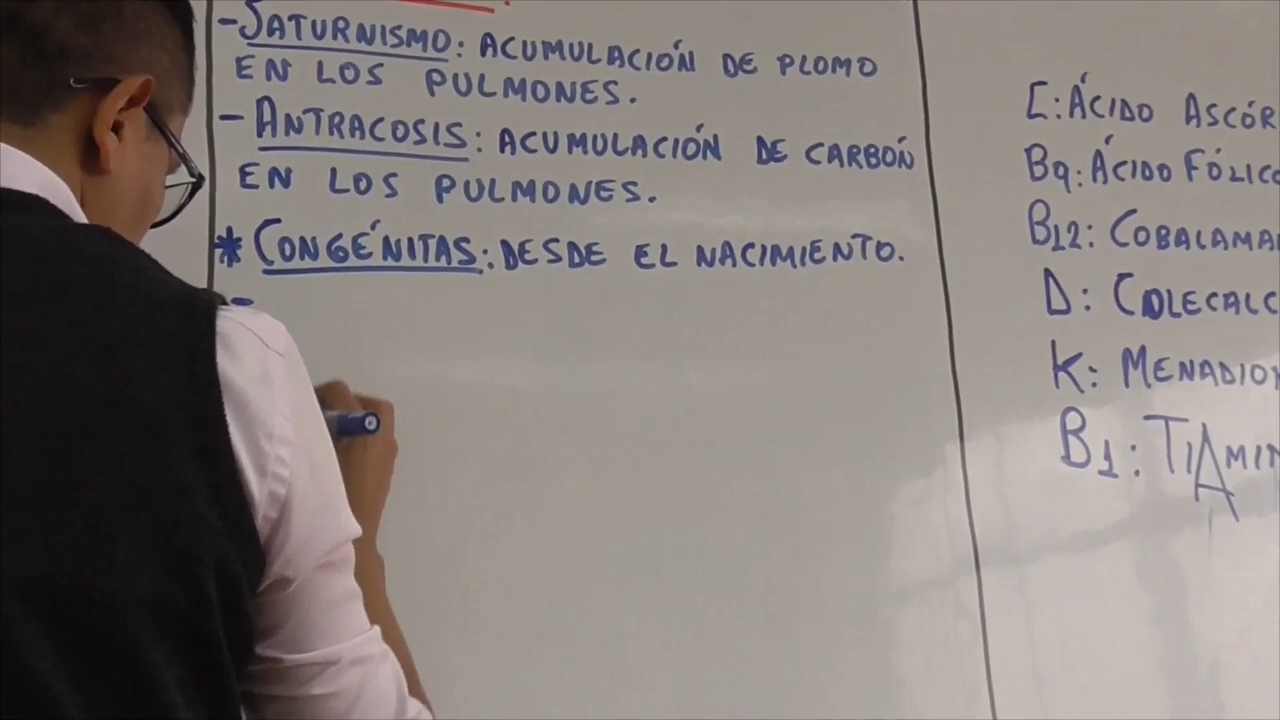 -SATURNISMO: ACUMULACIÓN DE PLOMO
EN LOS PULMONES.
-ANTRACOSIS: ACUMULACIÓN DE CARBÓN
EN LOS PULMONES.
* CONGÉNITAS: DESDE EL NACIMIENTO.
-
C: ÁCIDO ASCÓR
B9: ÁCIDO FÓLICO
B12: COBALAMA
D: COLECALC
K: MENADION
B1: TIAMIN